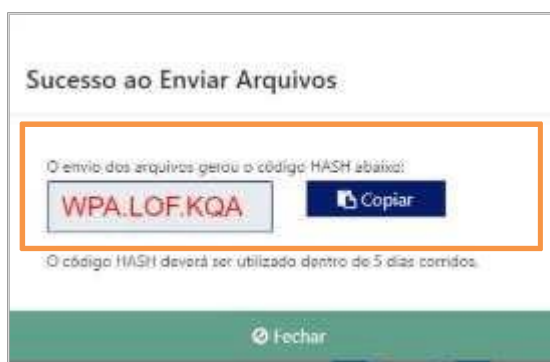 Sucesso ao Enviar Arquivos
O envio dos arquivos gerou o código HASH abaixo:
WPA.LOF.KQA
Copiar
O código HASH deverá ser utilizado dentro de 5 dias corridos.
Fechar